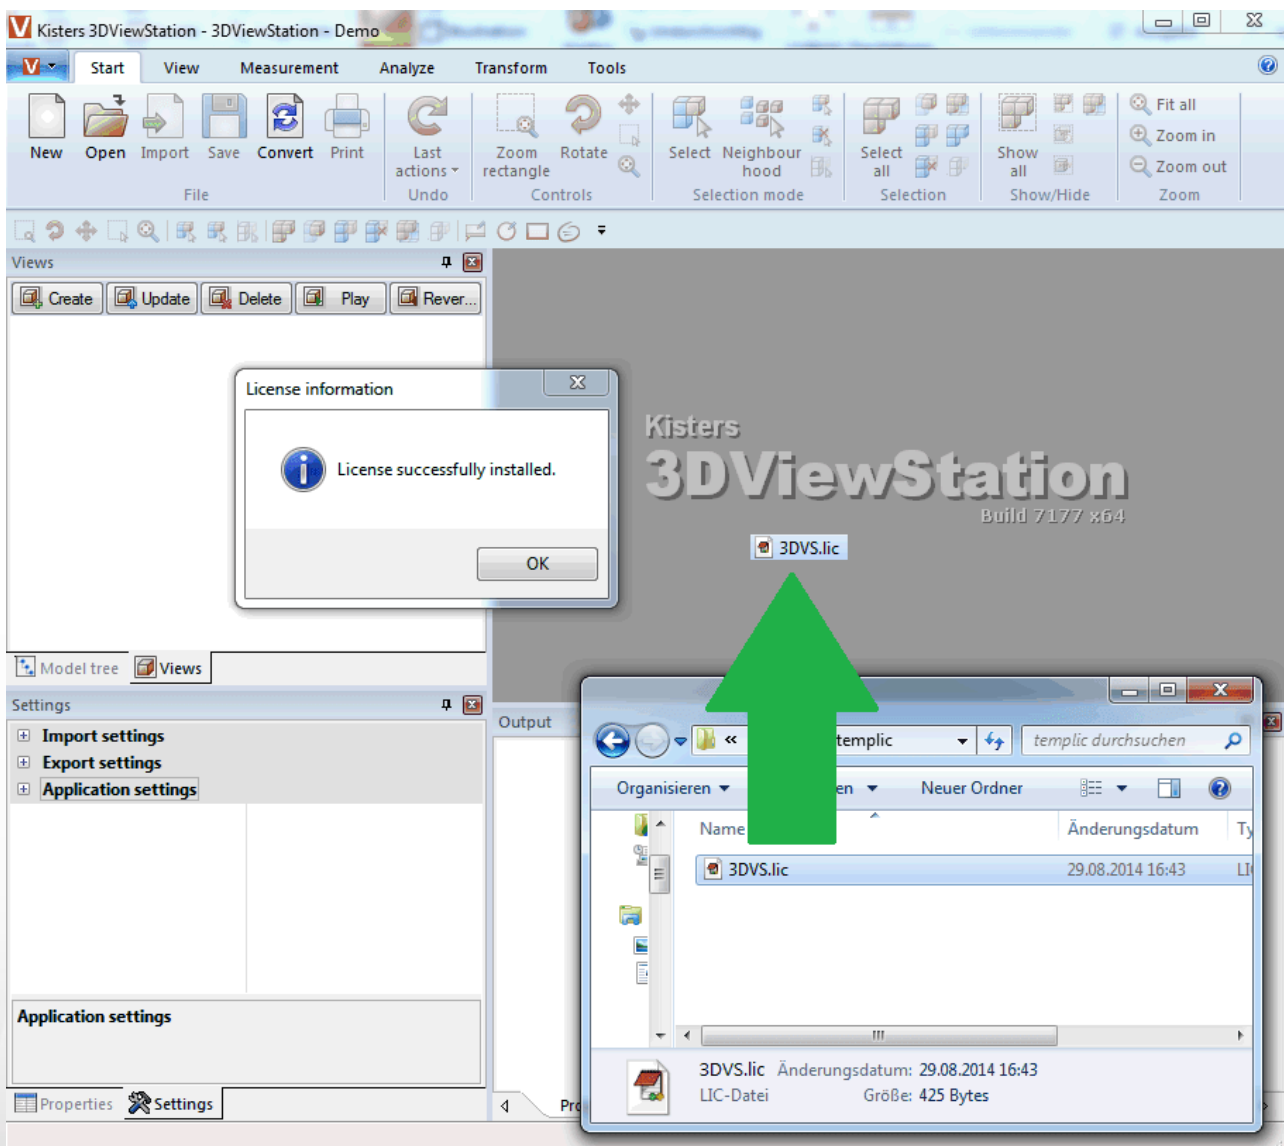 Kisters 3DViewStation - 3DViewStation - Demo
Start View Measurement Analyze Transform Tools
New Open Import Save Convert Print
Last actions
Zoom rectangle Rotate
Select Neighbour hood
Select all
Show all
Fit all
Zoom in
Zoom out
File Undo Controls Selection mode Selection Show/Hide Zoom
Views
Create Update Delete Play Rever...
License information
License successfully installed.
OK
Kisters
3DViewStation
Build 7177 x64
3DVS.lic
Model tree Views
Settings
Import settings
Export settings
Application settings
Application settings
Properties Settings
Output
« templic
templic durchsuchen
Organisieren en Neuer Ordner
Name Änderungsdatum Ty
3DVS.lic 29.08.2014 16:43 LI
3DVS.lic Änderungsdatum: 29.08.2014 16:43
LIC-Datei Größe: 425 Bytes
Pro